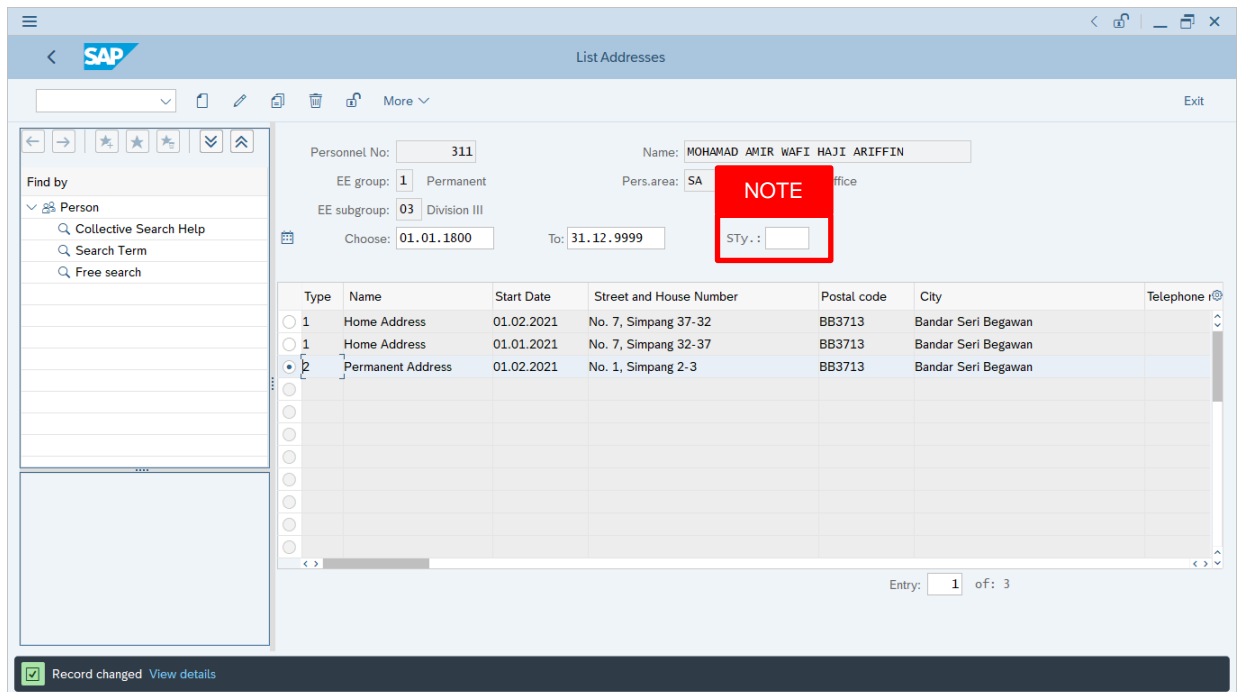 SAP
List Addresses
More
Exit
Personnel No: 311 Name: MOHAMAD AMIR WAFI HAJI ARIFFIN
EE group: 1 Permanent Pers.area: SA
NOTE
EE subgroup: 03 Division III
Choose: 01.01.1800 To: 31.12.9999 STy.:
Find by
Person
Collective Search Help
Search Term
Free search
Type Name Start Date Street and House Number Postal code City Telephone
1 Home Address 01.02.2021 No. 7, Simpang 37-32 BB3713 Bandar Seri Begawan
1 Home Address 01.01.2021 No. 7, Simpang 32-37 BB3713 Bandar Seri Begawan
2 Permanent Address 01.02.2021 No. 1, Simpang 2-3 BB3713 Bandar Seri Begawan
Entry: 1 of: 3
Record changed View details